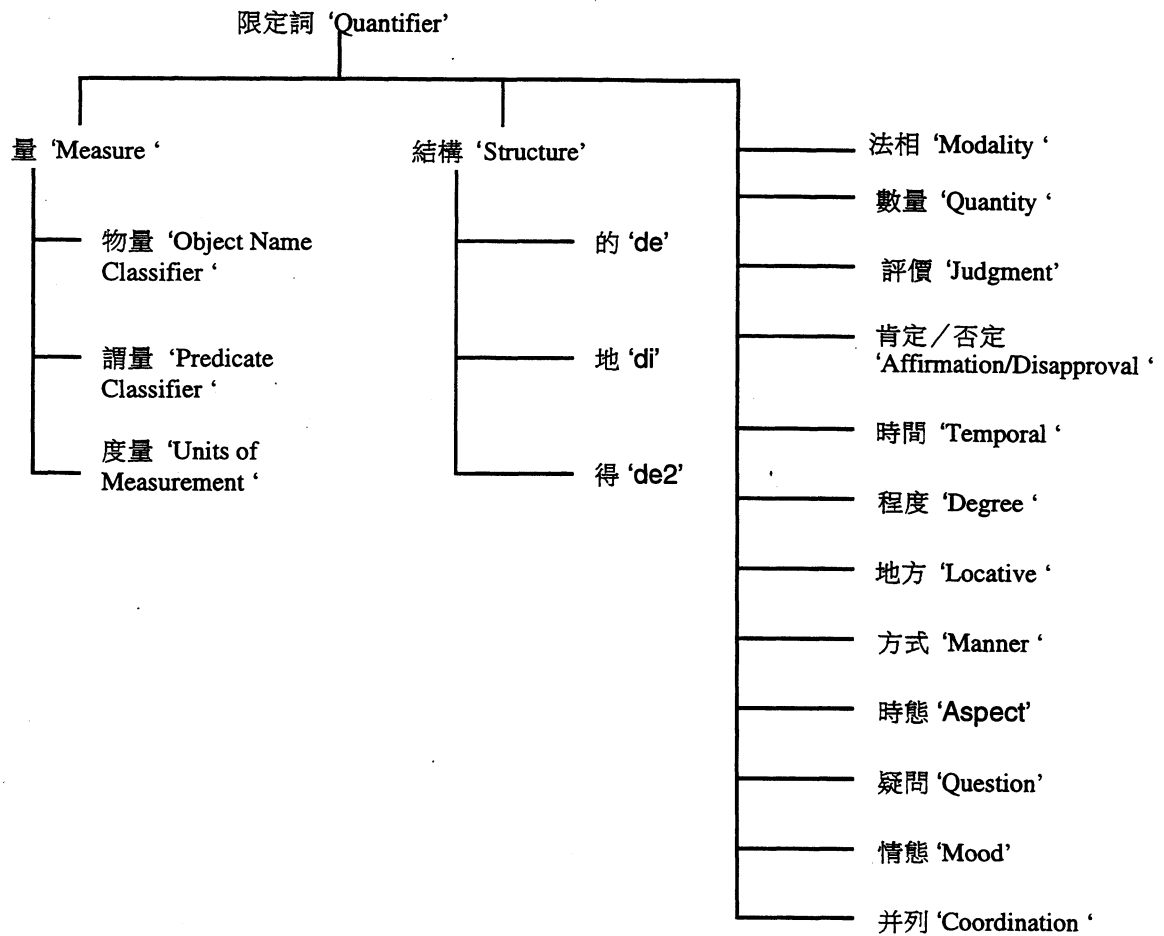 限定詞 ‘Quantifier’
量 ‘Measure ‘
物量 ‘Object Name
Classifier ‘
謂量 ‘Predicate
Classifier ‘
度量 ‘Units of
Measurement ‘
結構 ‘Structure’
的 ‘de’
地 ‘di’
得 ‘de2’
法相 ‘Modality ‘
數量 ‘Quantity ‘
評價 ‘Judgment’
肯定／否定
‘Affirmation/Disapproval ‘
時間 ‘Temporal ‘
程度 ‘Degree ‘
地方 ‘Locative ‘
方式 ‘Manner ‘
時態 ‘Aspect’
疑問 ‘Question’
情態 ‘Mood’
并列 ‘Coordination ‘